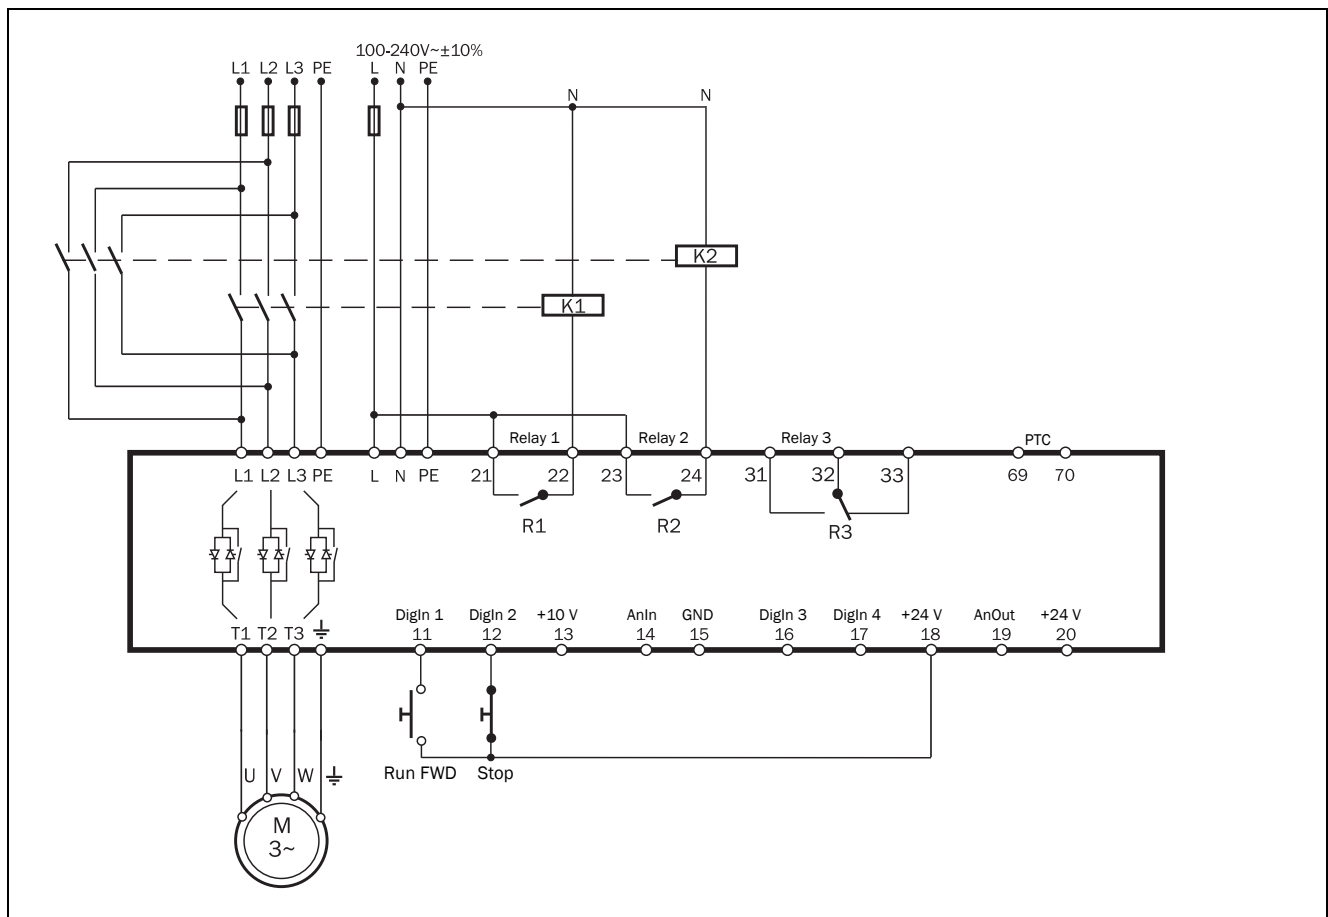 100-240V~±10%
L1 L2 L3 PE L N PE
N N
K2
K1
Relay 1 Relay 2 Relay 3 PTC
L1 L2 L3 PE L N PE 21 22 23 24 31 32 33 69 70
R1 R2 R3
DigIn 1 DigIn 2 +10 V AnIn GND DigIn 3 DigIn 4 +24 V AnOut +24 V
T1 T2 T3 11 12 13 14 15 16 17 18 19 20
U V W
Run FWD Stop
M
3~